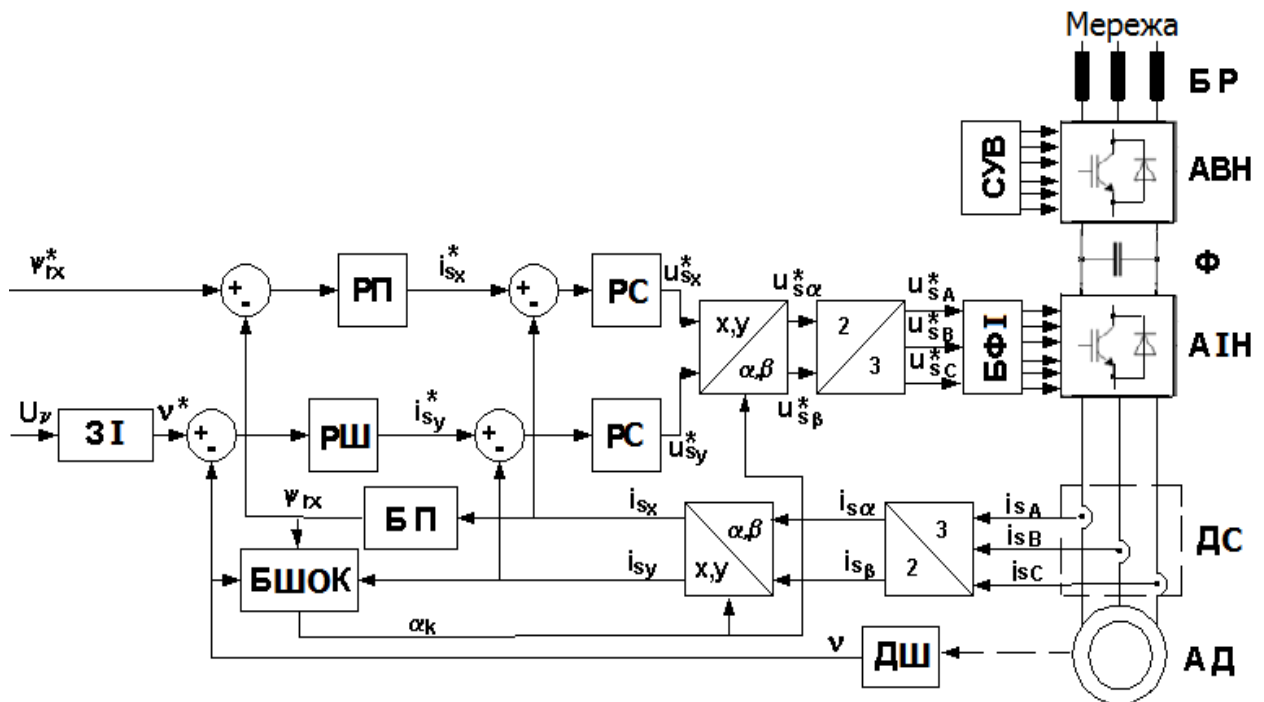 Мережа
БР
СУВ
АВН
Ф
ψ*rx
РП
i*sx
РС
u*sx
x,y
α,β
u*sα
u*sβ
2
3
u*sA
u*sB
u*sC
БФІ
АІН
Uν
ЗІ
ν*
РШ
i*sy
РС
u*sy
ψrx
БП
isx
α,β
x,y
isα
3
2
isA
isB
isC
ДС
БШОК
isy
isβ
αk
ν
ДШ
АД
+
-
+
-
+
-
+
-